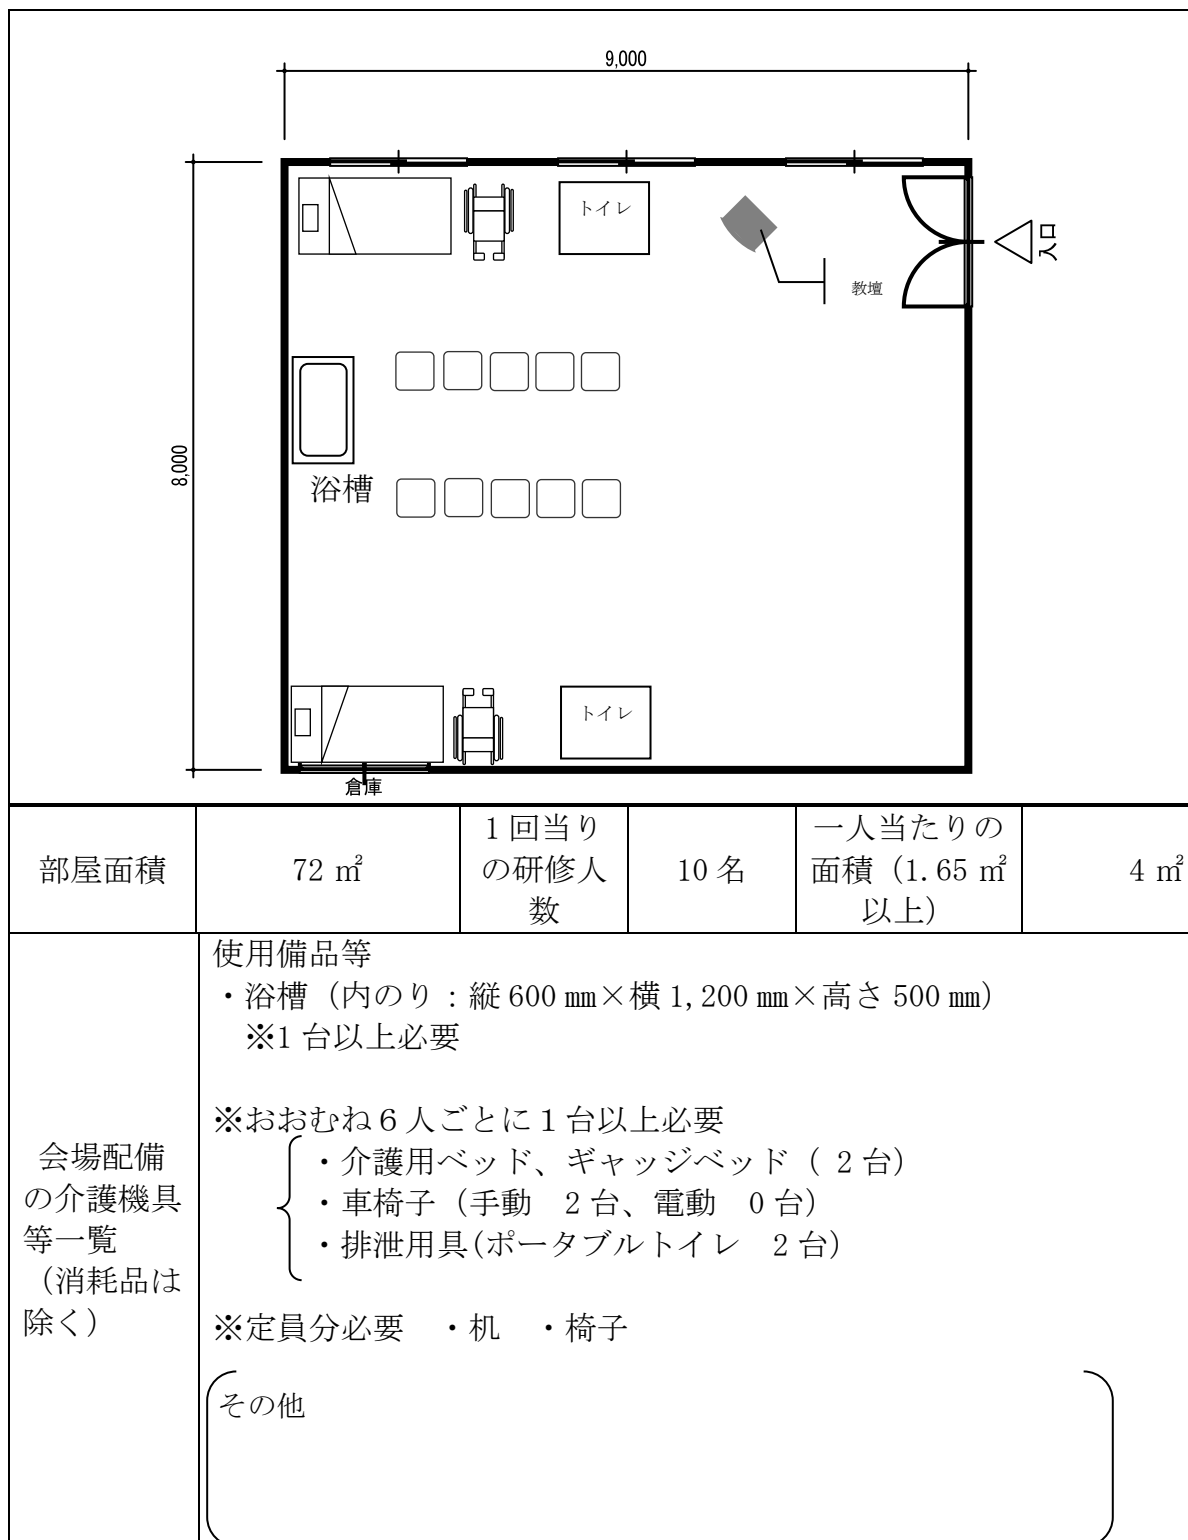 9,000
トイレ
入口
教壇
8,000
浴槽
トイレ
倉庫
部屋面積
72 ㎡
1回当り
の研修人
数
10 名
一人当たりの
面積（1.65 ㎡
以上）
4 ㎡
会場配備
の介護機具
等一覧
（消耗品は
除く）
使用備品等
・浴槽（内のり：縦 600 ㎜×横 1,200 ㎜×高さ 500 ㎜）
※1 台以上必要
※おおむね６人ごとに１台以上必要
・介護用ベッド、ギャッジベッド（ 2 台）
・車椅子（手動　2 台、電動　0 台）
・排泄用具(ポータブルトイレ　2 台）
※定員分必要　・机　・椅子
その他